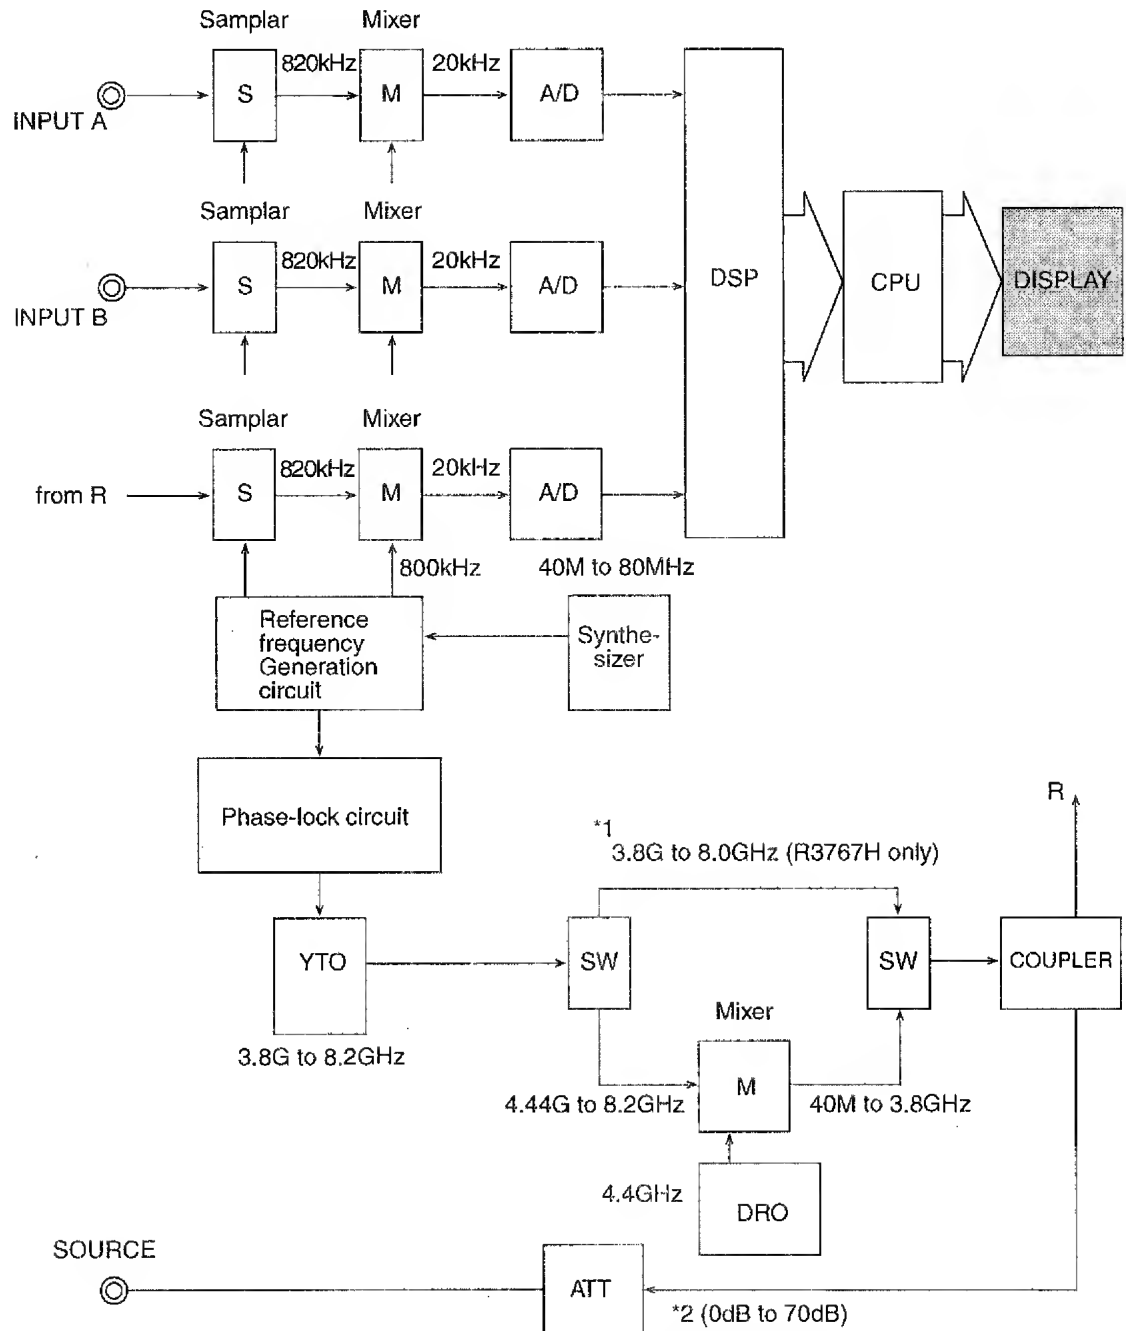 Samplar
Mixer
820kHz
20kHz
S
M
A/D
INPUT A
Samplar
Mixer
820kHz
20kHz
S
M
A/D
INPUT B
DSP
CPU
DISPLAY
Samplar
Mixer
820kHz
20kHz
from R
S
M
A/D
800kHz
40M to 80MHz
Reference
frequency
Generation
circuit
Synthe-
sizer
Phase-lock circuit
R
*1
3.8G to 8.0GHz (R3767H only)
YTO
SW
SW
COUPLER
3.8G to 8.2GHz
Mixer
M
4.44G to 8.2GHz
40M to 3.8GHz
4.4GHz
DRO
SOURCE
ATT
*2 (0dB to 70dB)